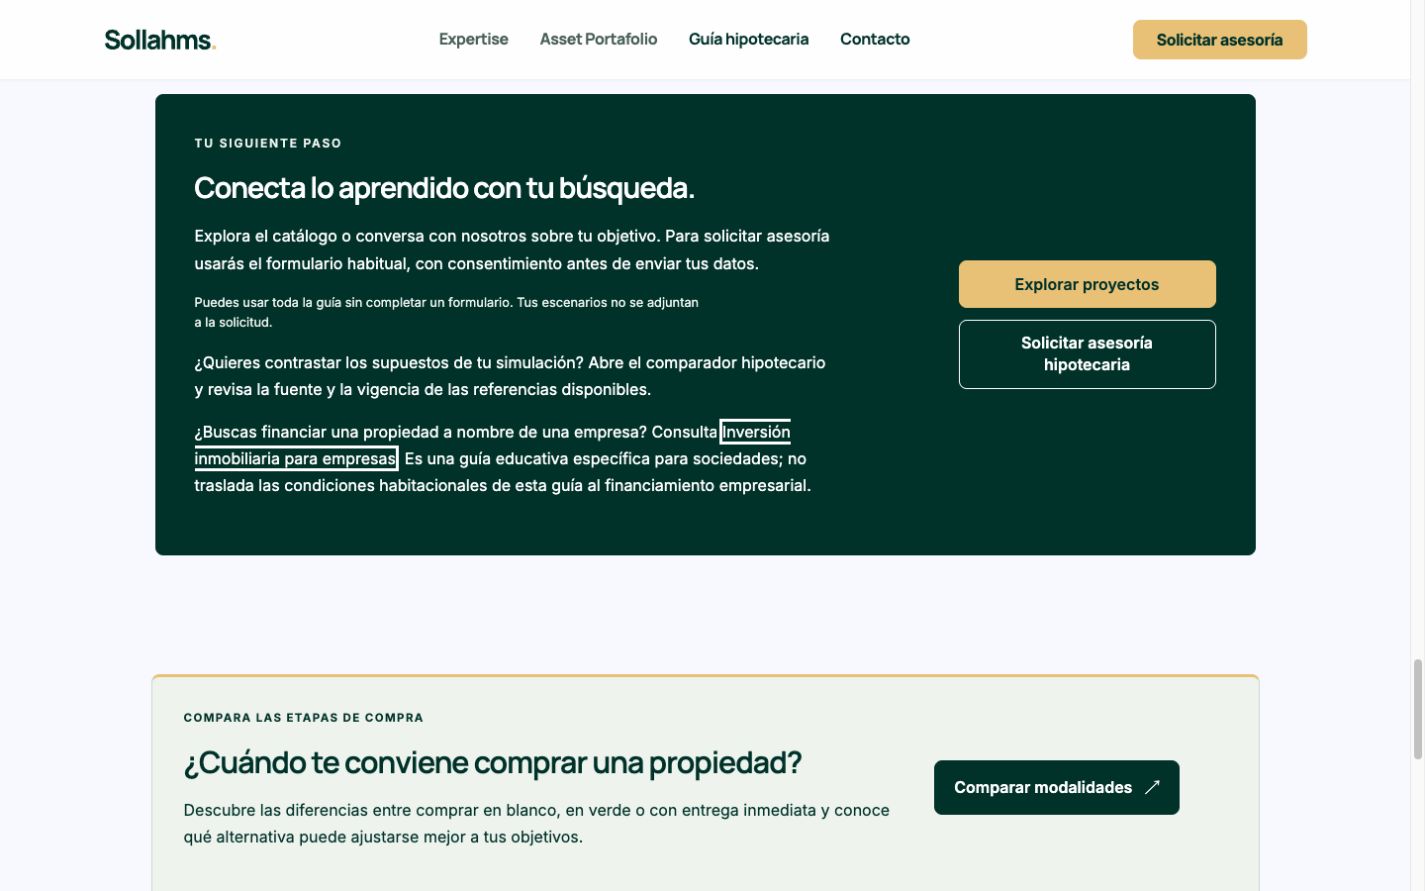 Sollahms.
Expertise
Asset Portafolio
Guía hipotecaria
Contacto
Solicitar asesoría
TU SIGUIENTE PASO
Conecta lo aprendido con tu búsqueda.
Explora el catálogo o conversa con nosotros sobre tu objetivo. Para solicitar asesoría
usarás el formulario habitual, con consentimiento antes de enviar tus datos.
Puedes usar toda la guía sin completar un formulario. Tus escenarios no se adjuntan
a la solicitud.
¿Quieres contrastar los supuestos de tu simulación? Abre el comparador hipotecario
y revisa la fuente y la vigencia de las referencias disponibles.
¿Buscas financiar una propiedad a nombre de una empresa? Consulta Inversión
inmobiliaria para empresas. Es una guía educativa específica para sociedades; no
traslada las condiciones habitacionales de esta guía al financiamiento empresarial.
Explorar proyectos
Solicitar asesoría
hipotecaria
COMPARA LAS ETAPAS DE COMPRA
¿Cuándo te conviene comprar una propiedad?
Descubre las diferencias entre comprar en blanco, en verde o con entrega inmediata y conoce
qué alternativa puede ajustarse mejor a tus objetivos.
Comparar modalidades ↗